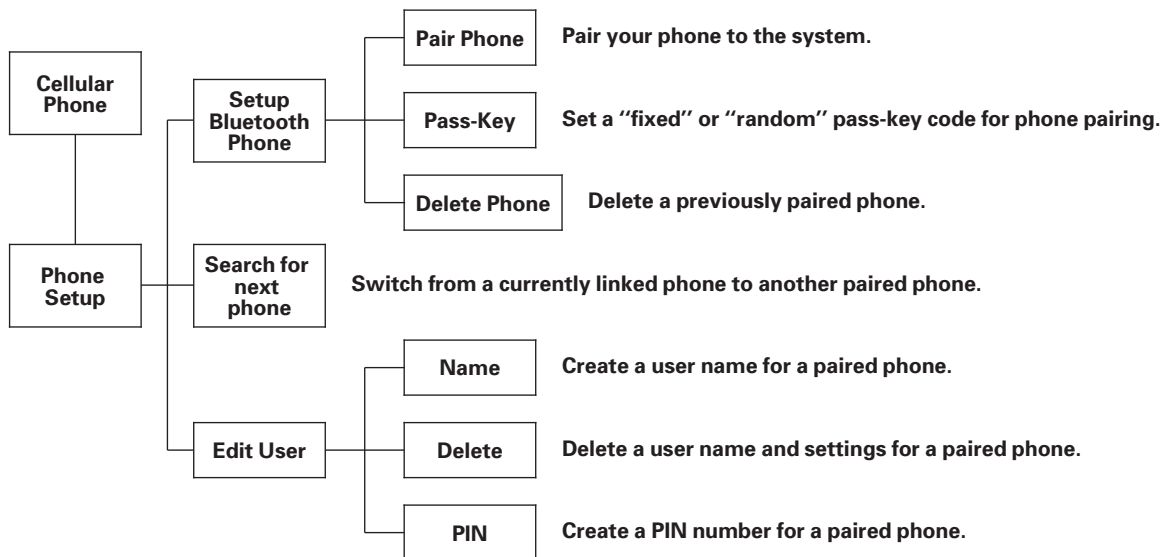 Cellular
Phone
Phone
Setup
Setup
Bluetooth
Phone
Pair Phone
Pair your phone to the system.
Pass-Key
Set a ‘‘fixed’’ or ‘‘random’’ pass-key code for phone pairing.
Delete Phone
Delete a previously paired phone.
Search for
next
phone
Switch from a currently linked phone to another paired phone.
Edit User
Name
Create a user name for a paired phone.
Delete
Delete a user name and settings for a paired phone.
PIN
Create a PIN number for a paired phone.